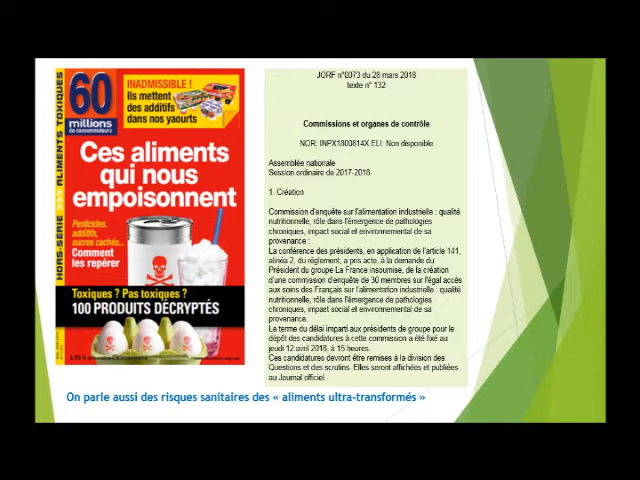 HORS-SÉRIE ALIMENTS TOXIQUES
60
millions
de consommateurs
INADMISSIBLE !
Ils mettent
des additifs
dans nos yaourts
Ces aliments
qui nous
empoisonnent
Pesticides,
additifs,
sucres cachés...
Comment
les repérer
Toxiques ? Pas toxiques ?
100 PRODUITS DÉCRYPTÉS
JORF n°0073 du 28 mars 2018
texte n° 132
Commissions et organes de contrôle
NOR: INPX1800814X ELI: Non disponible
Assemblée nationale
Session ordinaire de 2017-2018
1. Création
Commission d'enquête sur l'alimentation industrielle : qualité
nutritionnelle, rôle dans l'émergence de pathologies
chroniques, impact social et environnemental de sa
provenance :
La conférence des présidents, en application de l'article 141,
alinéa 2, du règlement, a pris acte, à la demande du
Président du groupe La France insoumise, de la création
d'une commission d'enquête de 30 membres sur l'égal accès
aux soins des Français sur l'alimentation industrielle : qualité
nutritionnelle, rôle dans l'émergence de pathologies
chroniques, impact social et environnemental de sa
provenance.
Le terme du délai imparti aux présidents de groupe pour le
dépôt des candidatures à cette commission a été fixé au
jeudi 12 avril 2018, à 15 heures.
Ces candidatures devront être remises à la division des
Questions et des scrutins. Elles seront affichées et publiées
au Journal officiel.
On parle aussi des risques sanitaires des « aliments ultra-transformés »